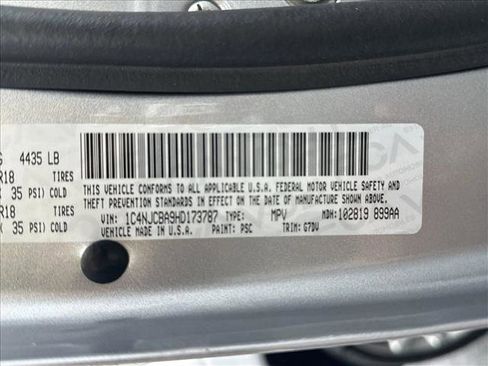 G 4435 LB
R18 TIRES
( 35 PSI) COLD
R18 TIRES
( 35 PSI) COLD
THIS VEHICLE CONFORMS TO ALL APPLICABLE U.S.A. FEDERAL MOTOR VEHICLE SAFETY AND
THEFT PREVENTION STANDARDS IN EFFECT ON THE DATE OF MANUFACTURE SHOWN ABOVE.
VIN: 1C4NJCBA9HD173787 TYPE: MPV MDH: 102819 899AA
VEHICLE MADE IN U.S.A. PAINT: PSC TRIM: G7DV